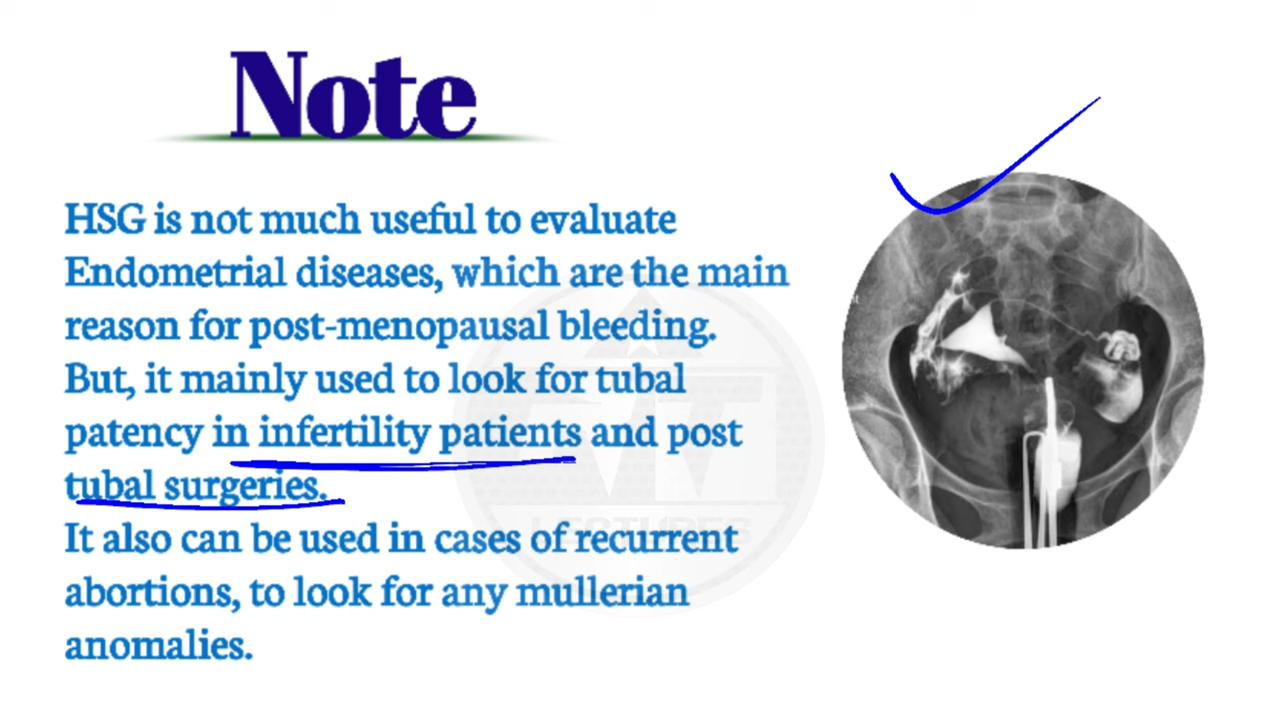 Note
HSG is not much useful to evaluate
Endometrial diseases, which are the main
reason for post-menopausal bleeding.
But, it mainly used to look for tubal
patency in infertility patients and post
tubal surgeries.
It also can be used in cases of recurrent
abortions, to look for any mullerian
anomalies.
LECTURES